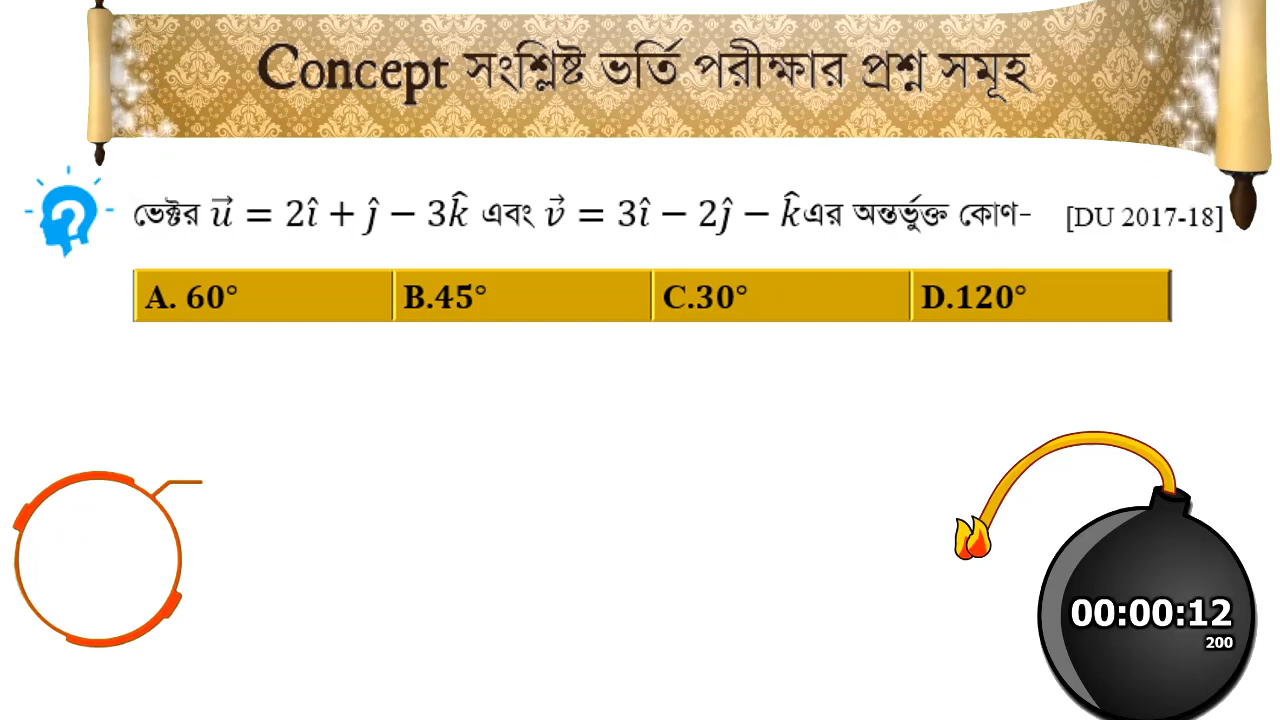 Concept সংশ্লিষ্ট ভর্তি পরীক্ষার প্রশ্ন সমূহ
ভেক্টর u⃗ = 2î + ĵ − 3k̂ এবং v⃗ = 3î − 2ĵ − k̂এর অন্তর্ভুক্ত কোণ- [DU 2017-18]
A. 60° B.45° C.30° D.120°
00:00:12
200